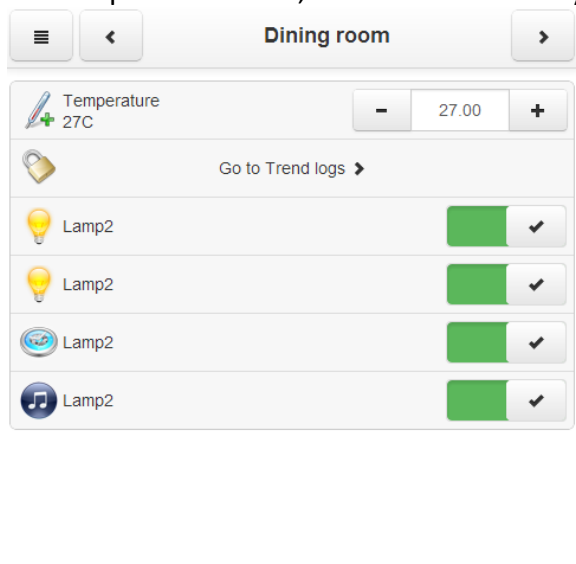 Dining room
Temperature
27C
27.00
Go to Trend logs
Lamp2
Lamp2
Lamp2
Lamp2